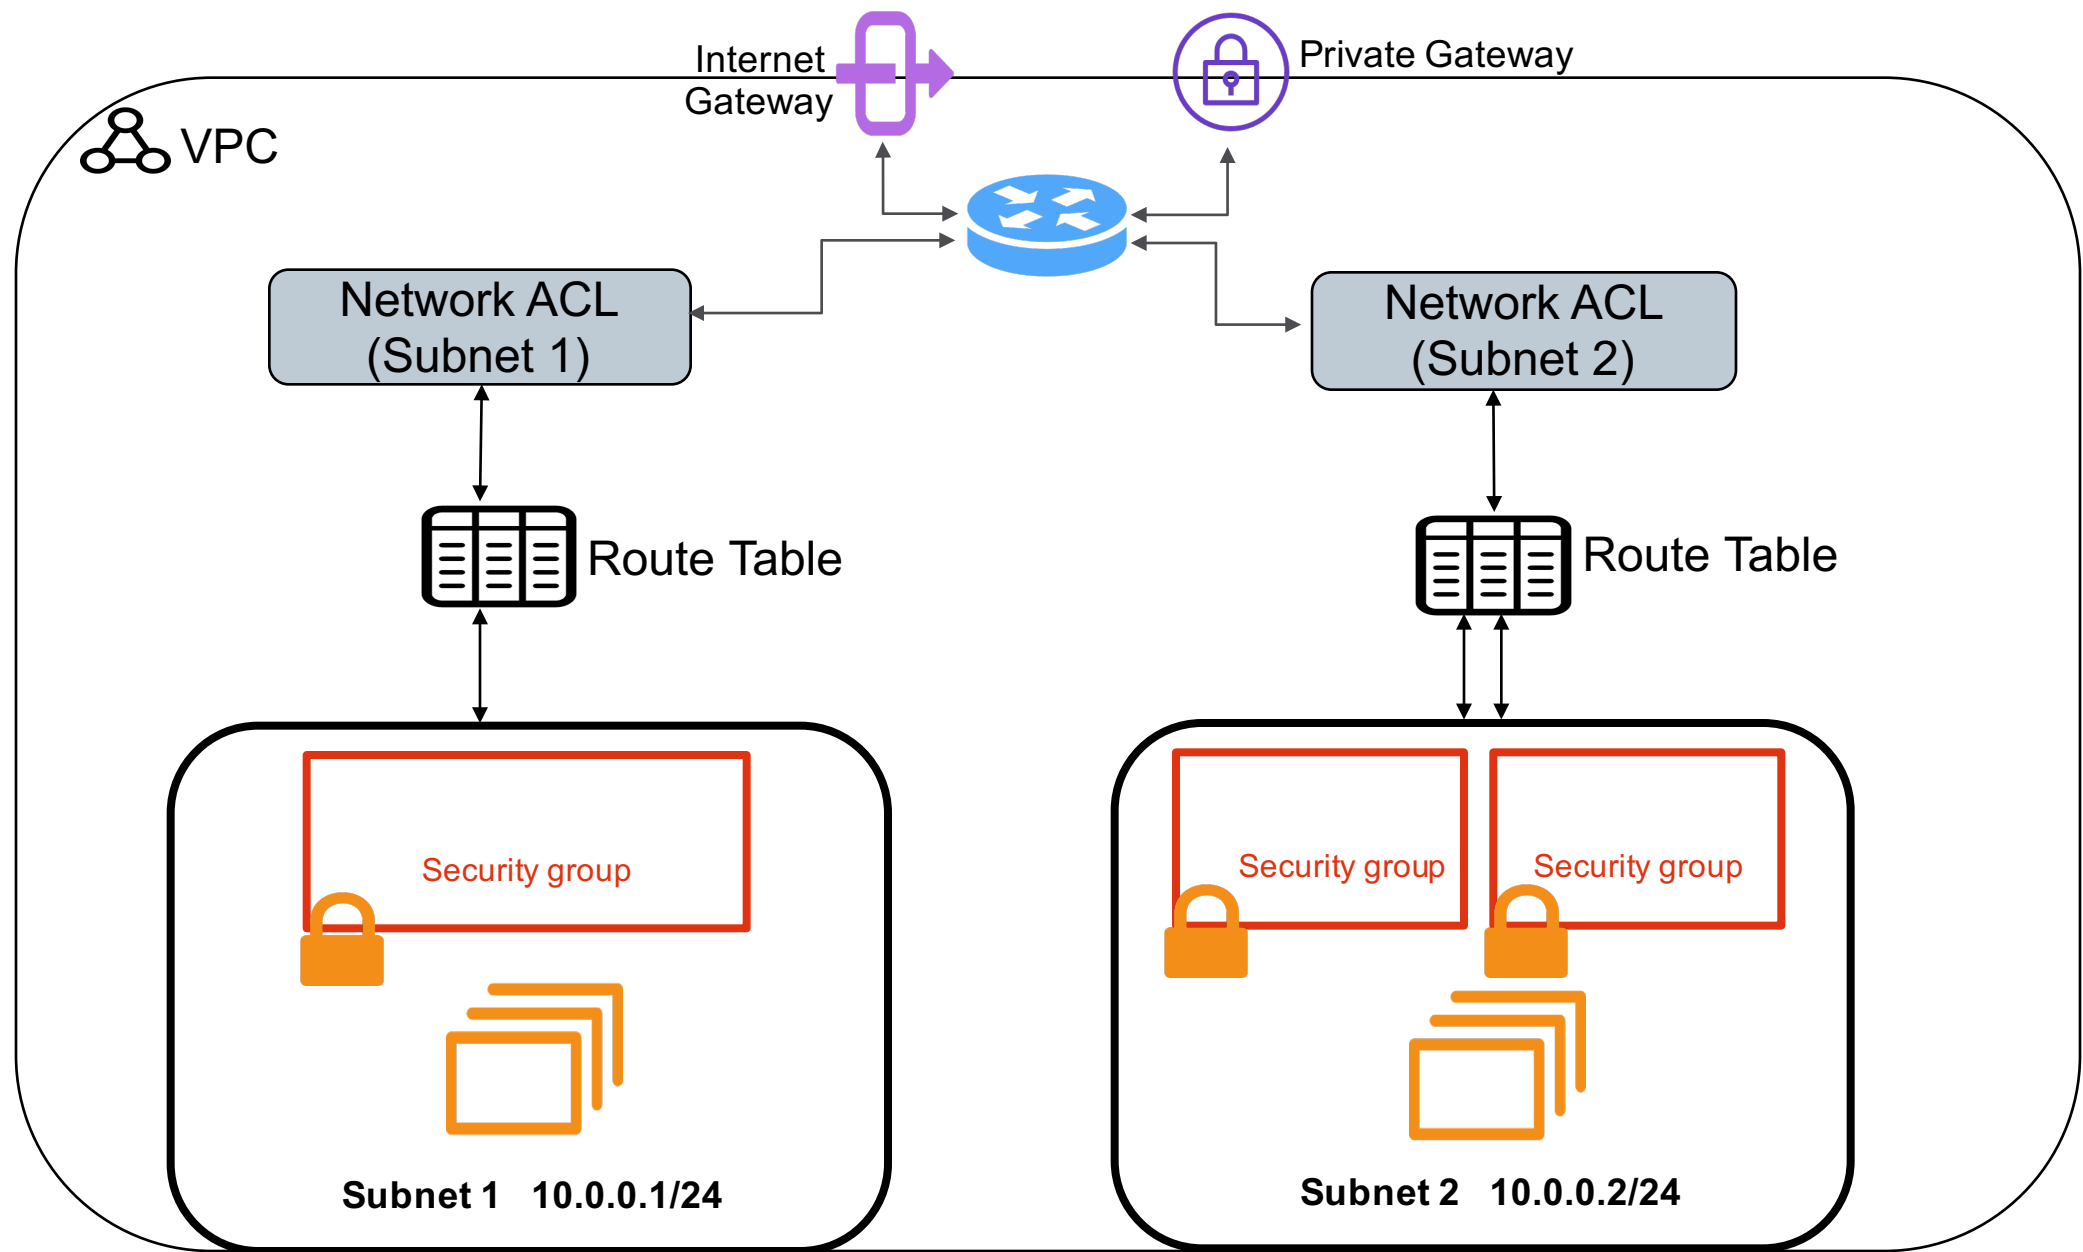 Internet
Gateway
Private Gateway
VPC
Network ACL
(Subnet 1)
Network ACL
(Subnet 2)
Route Table
Route Table
Security group
Security group
Security group
Subnet 1 10.0.0.1/24
Subnet 2 10.0.0.2/24